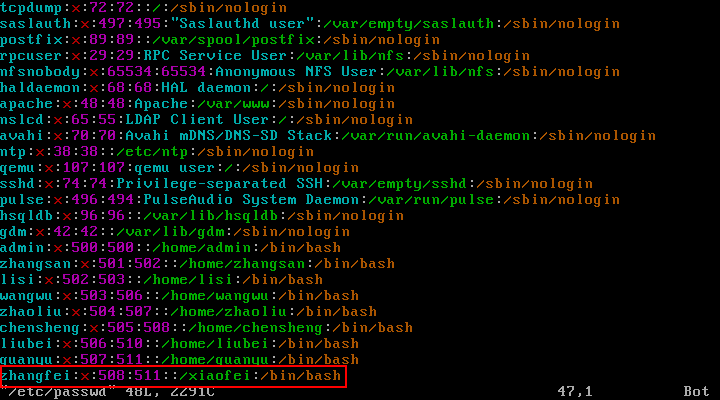 tcpdump:x:72:72::/:/sbin/nologin
saslauth:x:497:495:"Saslauthd user":/var/empty/saslauth:/sbin/nologin
postfix:x:89:89::/var/spool/postfix:/sbin/nologin
rpcuser:x:29:29:RPC Service User:/var/lib/nfs:/sbin/nologin
nfsnobody:x:65534:65534:Anonymous NFS User:/var/lib/nfs:/sbin/nologin
haldaemon:x:68:68:HAL daemon:/:/sbin/nologin
apache:x:48:48:Apache:/var/www:/sbin/nologin
nslcd:x:65:55:LDAP Client User:/:/sbin/nologin
avahi:x:70:70:Avahi mDNS/DNS-SD Stack:/var/run/avahi-daemon:/sbin/nologin
ntp:x:38:38::/etc/ntp:/sbin/nologin
qemu:x:107:107:qemu user:/:/sbin/nologin
sshd:x:74:74:Privilege-separated SSH:/var/empty/sshd:/sbin/nologin
pulse:x:496:494:PulseAudio System Daemon:/var/run/pulse:/sbin/nologin
hsqldb:x:96:96::/var/lib/hsqldb:/sbin/nologin
gdm:x:42:42::/var/lib/gdm:/sbin/nologin
admin:x:500:500::/home/admin:/bin/bash
zhangsan:x:501:502::/home/zhangsan:/bin/bash
lisi:x:502:503::/home/lisi:/bin/bash
wangwu:x:503:506::/home/wangwu:/bin/bash
zhaoliu:x:504:507::/home/zhaoliu:/bin/bash
chensheng:x:505:508::/home/chensheng:/bin/bash
liubei:x:506:510::/home/liubei:/bin/bash
guanyu:x:507:511::/home/guanyu:/bin/bash
zhangfei:x:508:511::/xiaofei:/bin/bash
"/etc/passwd" 48L, 2291C 47,1 Bot